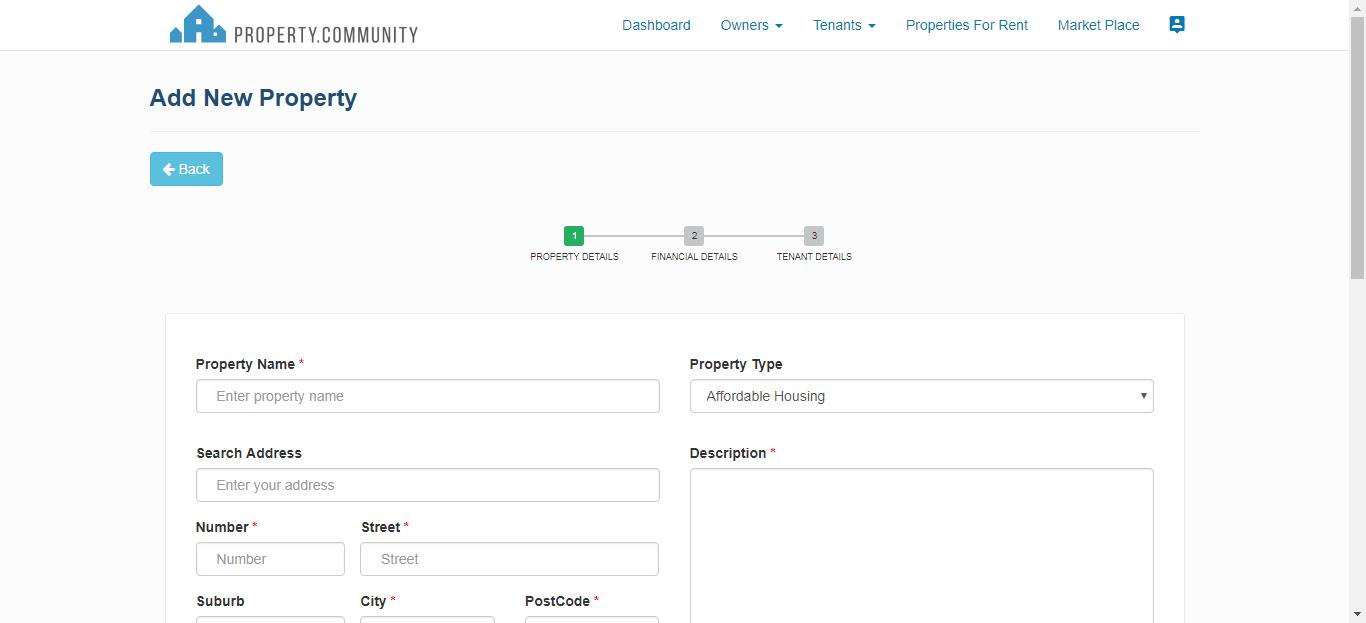 PROPERTY.COMMUNITY
Dashboard Owners Tenants Properties For Rent Market Place
Add New Property
Back
1 2 3
PROPERTY DETAILS FINANCIAL DETAILS TENANT DETAILS
Property Name * Property Type
Enter property name Affordable Housing
Search Address Description *
Enter your address
Number * Street *
Number Street
Suburb City * PostCode *